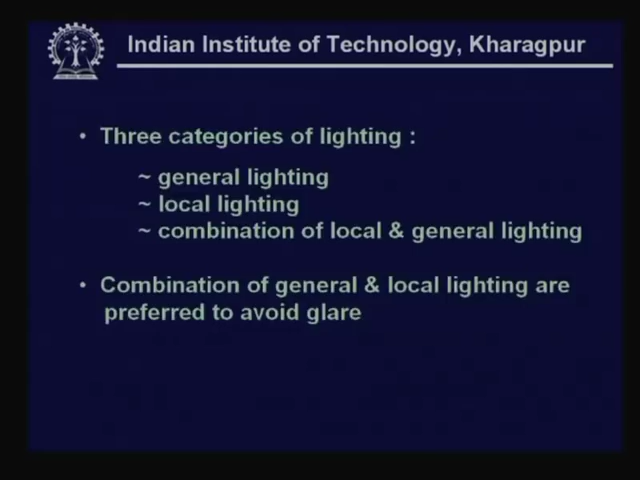 Indian Institute of Technology, Kharagpur
• Three categories of lighting :
~ general lighting
~ local lighting
~ combination of local & general lighting
• Combination of general & local lighting are
preferred to avoid glare